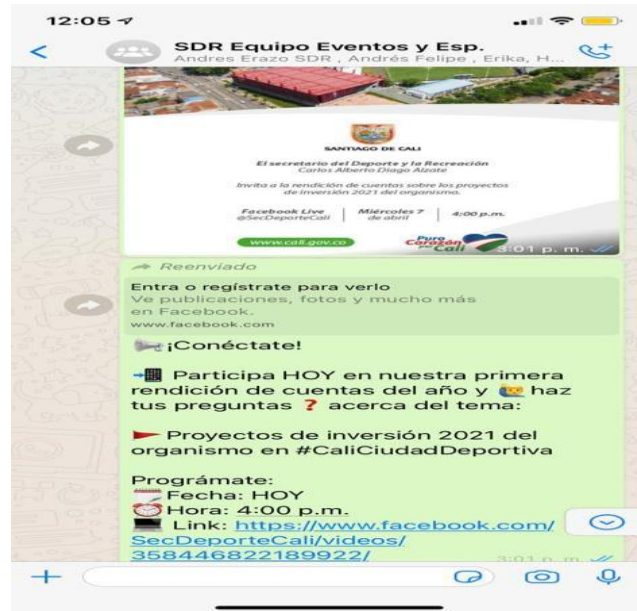 12:05
SDR Equipo Eventos y Esp.
Andres Erazo SDR , Andrés Felipe , Erika, H...
SANTIAGO DE CALI
El secretario del Deporte y la Recreación
Carlos Alberto Diago Alzate
Invita a la rendición de cuentas sobre los proyectos
de inversión 2021 del organismo.
Facebook Live
@SecDeporteCali
Miércoles 7
de abril
4:00 p.m.
www.cali.gov.co
Puro
Corazón
por Cali
3:01 p. m.
Reenviado
Entra o regístrate para verlo
Ve publicaciones, fotos y mucho más
en Facebook.
www.facebook.com
¡Conéctate!
Participa HOY en nuestra primera
rendición de cuentas del año y haz
tus preguntas ❓ acerca del tema:
Proyectos de inversión 2021 del
organismo en #CaliCiudadDeportiva
Prográmate:
Fecha: HOY
Hora: 4:00 p.m.
Link: https://www.facebook.com/
SecDeporteCali/videos/
358446822189922/
3:01 p. m.